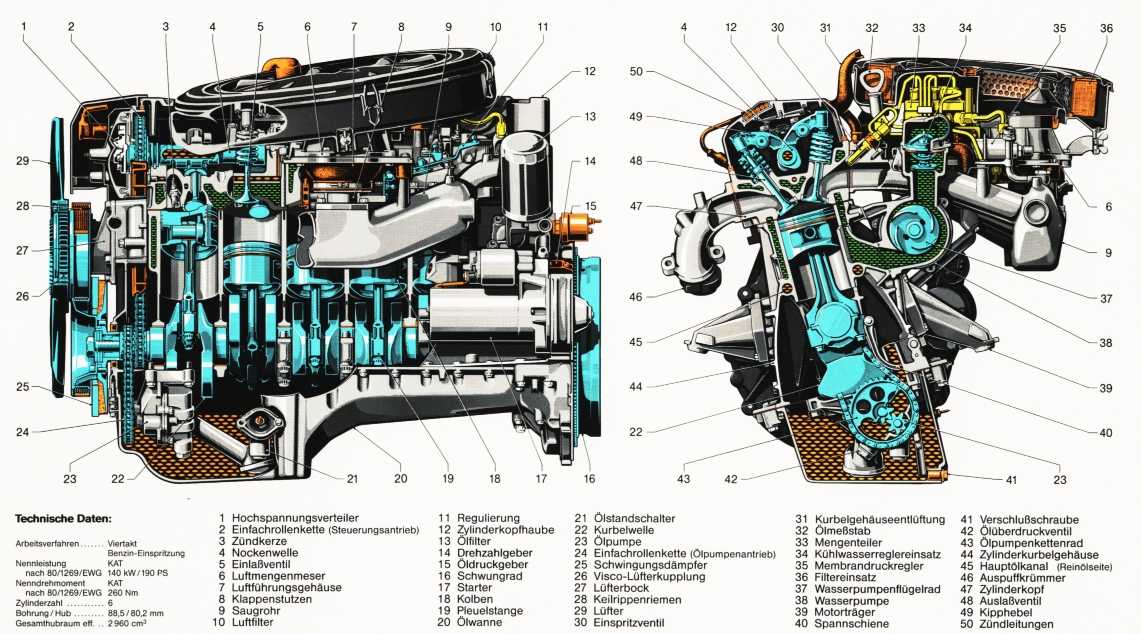 1 2 3 4 5 6 7 8 9 10 11
4 12 30 31 32 33 34 35 36
12
50
13
49
29
14
48
28
15
47
6
27
9
26
46
37
45
38
25
44
39
24
22
40
23 22 21 20 19 18 17 16
43 42 41 23
Technische Daten:
Arbeitsverfahren ....... Viertakt
Benzin-Einspritzung
Nennleistung KAT
nach 80/1269/EWG 140 kW/190 PS
Nenndrehmoment KAT
nach 80/1269/EWG 260 Nm
Zylinderzahl .......... 6
Bohrung/Hub ........ 88,5/80,2 mm
Gesamthubraum eff. .. 2 960 cm³
1 Hochspannungsverteiler
2 Einfachrollenkette (Steuerungsantrieb)
3 Zündkerze
4 Nockenwelle
5 Einlaßventil
6 Luftmengenmesser
7 Luftführungsgehäuse
8 Klappenstutzen
9 Saugrohr
10 Luftfilter
11 Regulierung
12 Zylinderkopfhaube
13 Ölfilter
14 Drehzahlgeber
15 Öldruckgeber
16 Schwungrad
17 Starter
18 Kolben
19 Pleuelstange
20 Ölwanne
21 Ölstandschalter
22 Kurbelwelle
23 Ölpumpe
24 Einfachrollenkette (Ölpumpenantrieb)
25 Schwingungsdämpfer
26 Visco-Lüfterkupplung
27 Lüfterbock
28 Keilrippenriemen
29 Lüfter
30 Einspritzventil
31 Kurbelgehäuseentlüftung
32 Ölmeßstab
33 Mengenteiler
34 Kühlwasserreglereinsatz
35 Membrandruckregler
36 Filtereinsatz
37 Wasserpumpenflügelrad
38 Wasserpumpe
39 Motorträger
40 Spannschiene
41 Verschlußschraube
42 Ölüberdruckventil
43 Ölpumpenkettenrad
44 Zylinderkurbelgehäuse
45 Hauptölkanal (Reinölseite)
46 Auspuffkrümmer
47 Zylinderkopf
48 Auslaßventil
49 Kipphebel
50 Zündleitungen